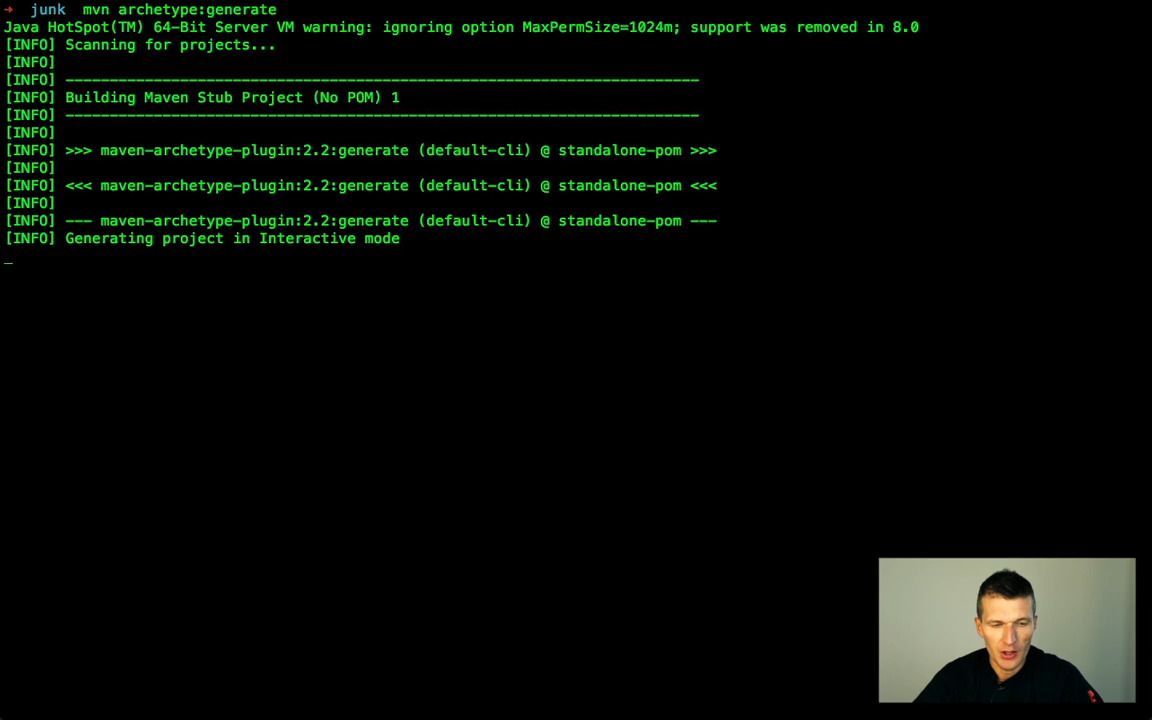 ➜  junk  mvn archetype:generate
Java HotSpot(TM) 64-Bit Server VM warning: ignoring option MaxPermSize=1024m; support was removed in 8.0
[INFO] Scanning for projects...
[INFO]
[INFO] ------------------------------------------------------------------------
[INFO] Building Maven Stub Project (No POM) 1
[INFO] ------------------------------------------------------------------------
[INFO]
[INFO] >>> maven-archetype-plugin:2.2:generate (default-cli) @ standalone-pom >>>
[INFO]
[INFO] <<< maven-archetype-plugin:2.2:generate (default-cli) @ standalone-pom <<<
[INFO]
[INFO] --- maven-archetype-plugin:2.2:generate (default-cli) @ standalone-pom ---
[INFO] Generating project in Interactive mode
_